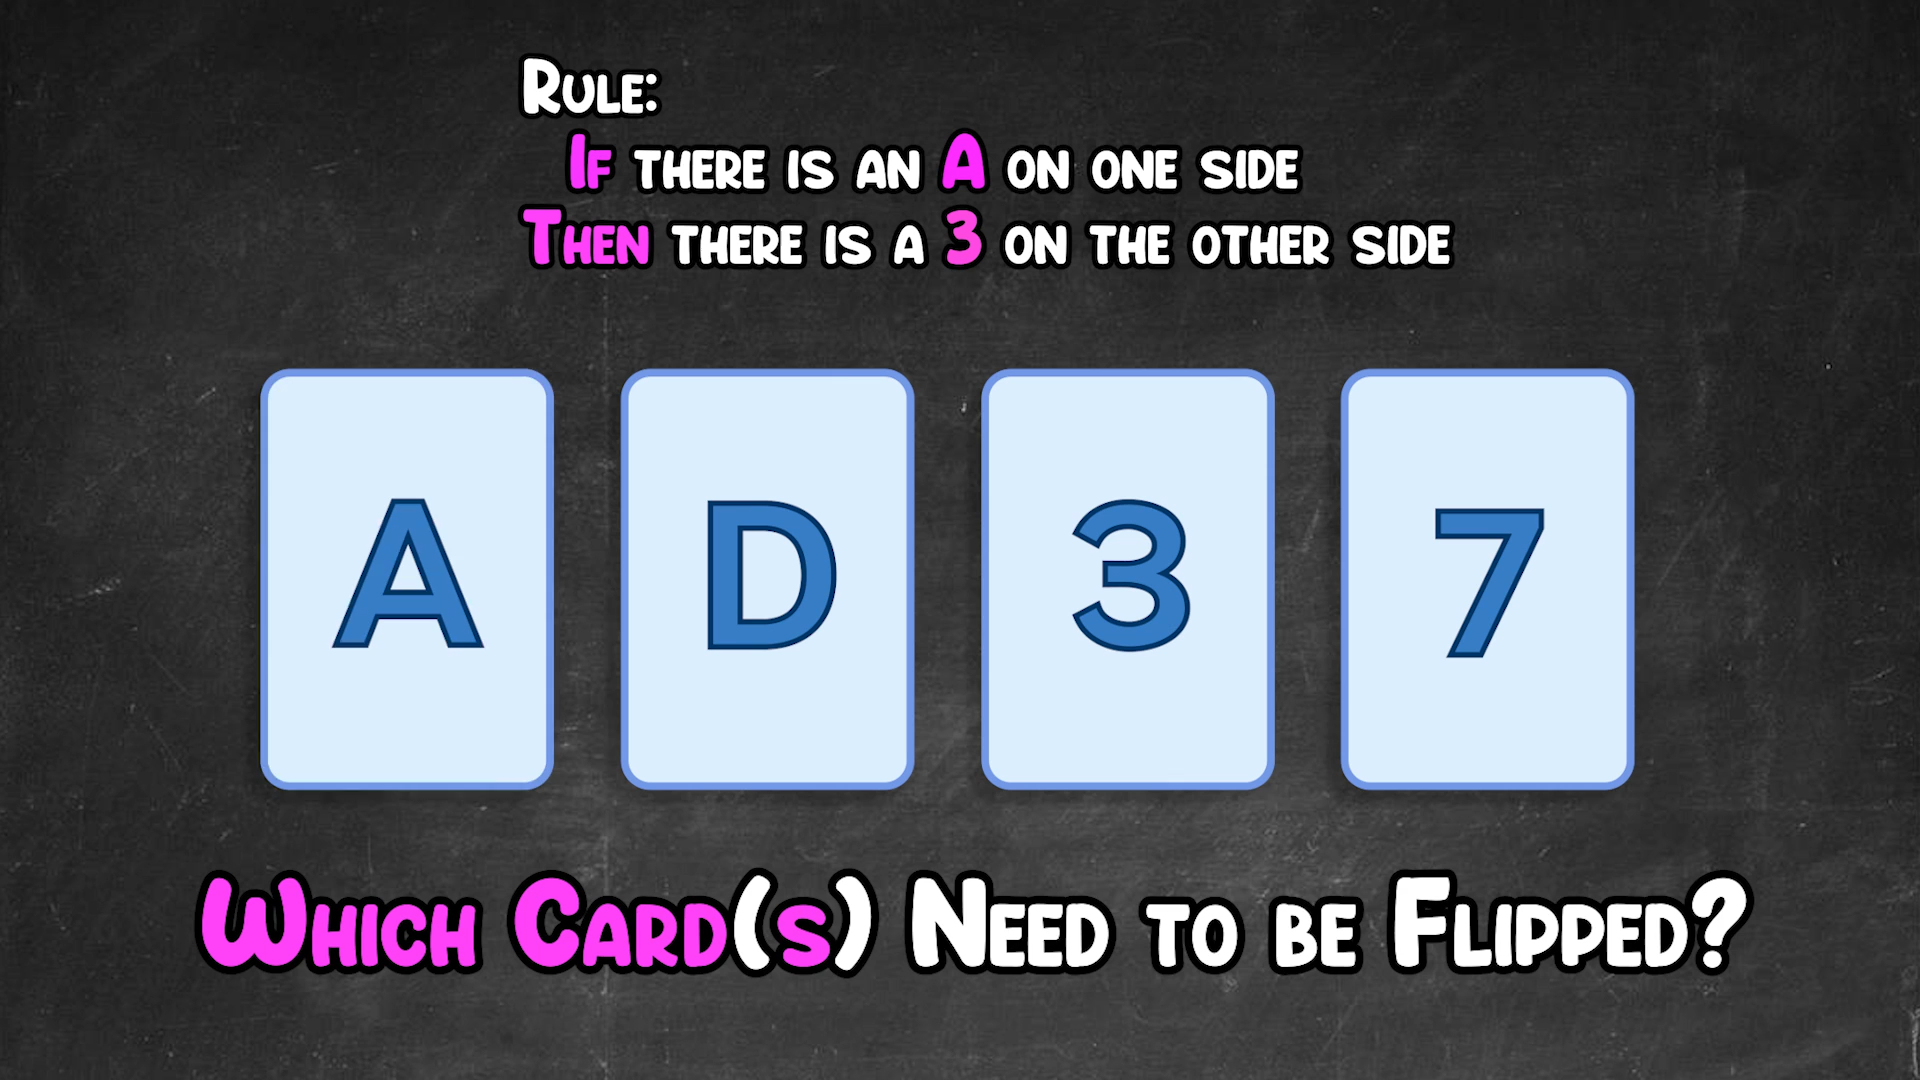 Rule:
If there is an A on one side
Then there is a 3 on the other side
A
D
3
7
Which Card(s) Need to be Flipped?